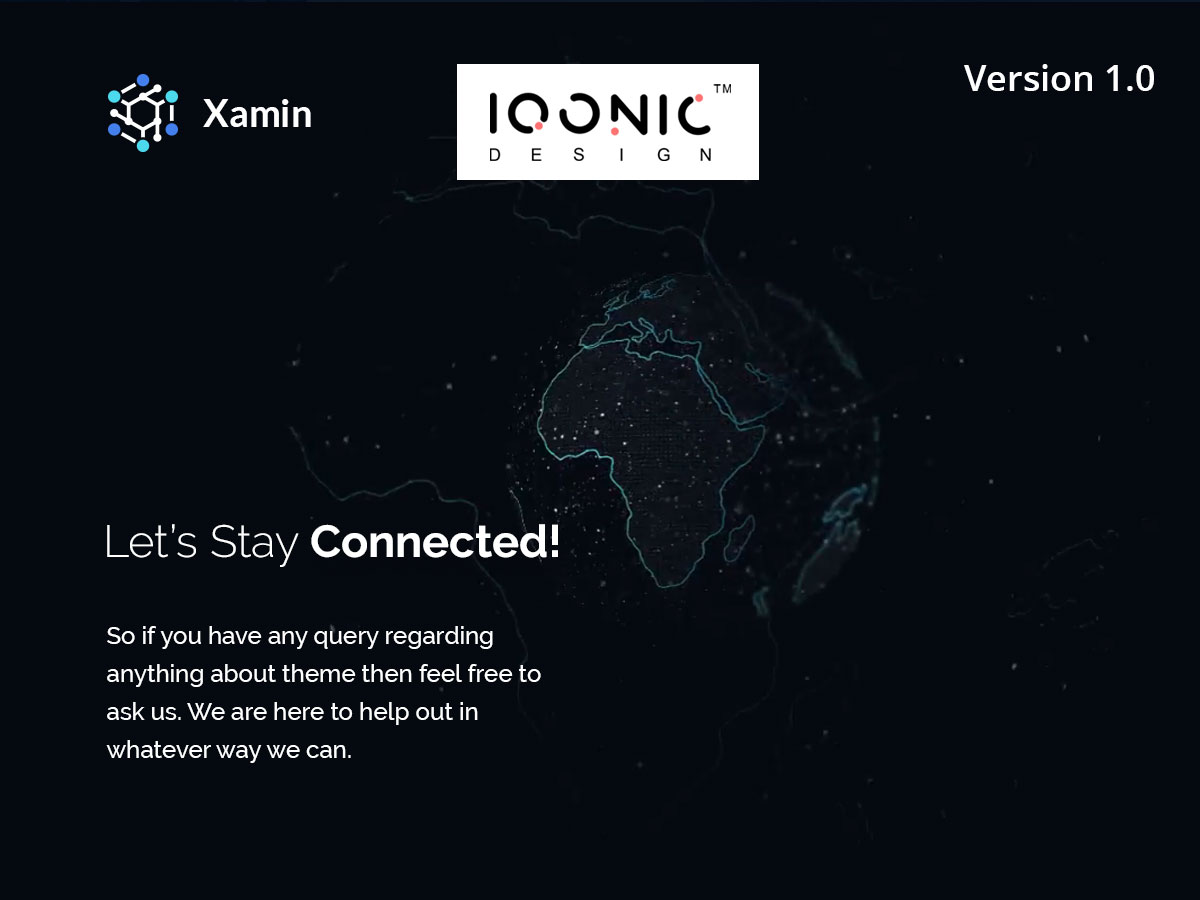 Xamin
IQONIC™
DESIGN
Version 1.0
Let's Stay Connected!
So if you have any query regarding
anything about theme then feel free to
ask us. We are here to help out in
whatever way we can.